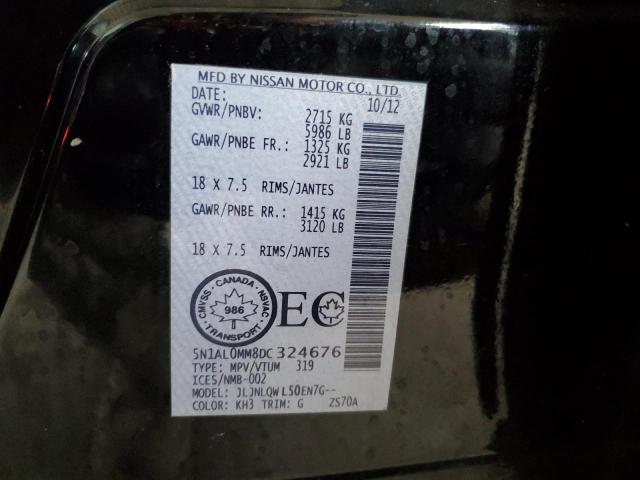 MFD BY NISSAN MOTOR CO., LTD.
DATE: 10/12
GVWR/PNBV: 2715 KG
5986 LB
GAWR/PNBE FR.: 1325 KG
2921 LB
18 X 7.5 RIMS/JANTES
GAWR/PNBE RR.: 1415 KG
3120 LB
18 X 7.5 RIMS/JANTES
CMVSS · CANADA · NSVAC
986
TRANSPORT
EC
5N1AL0MM8DC324676
TYPE: MPV/VTUM 319
ICES/NMB-002
MODEL: JLJNLQWL50EN7G--
COLOR: KH3 TRIM: G ZS70A